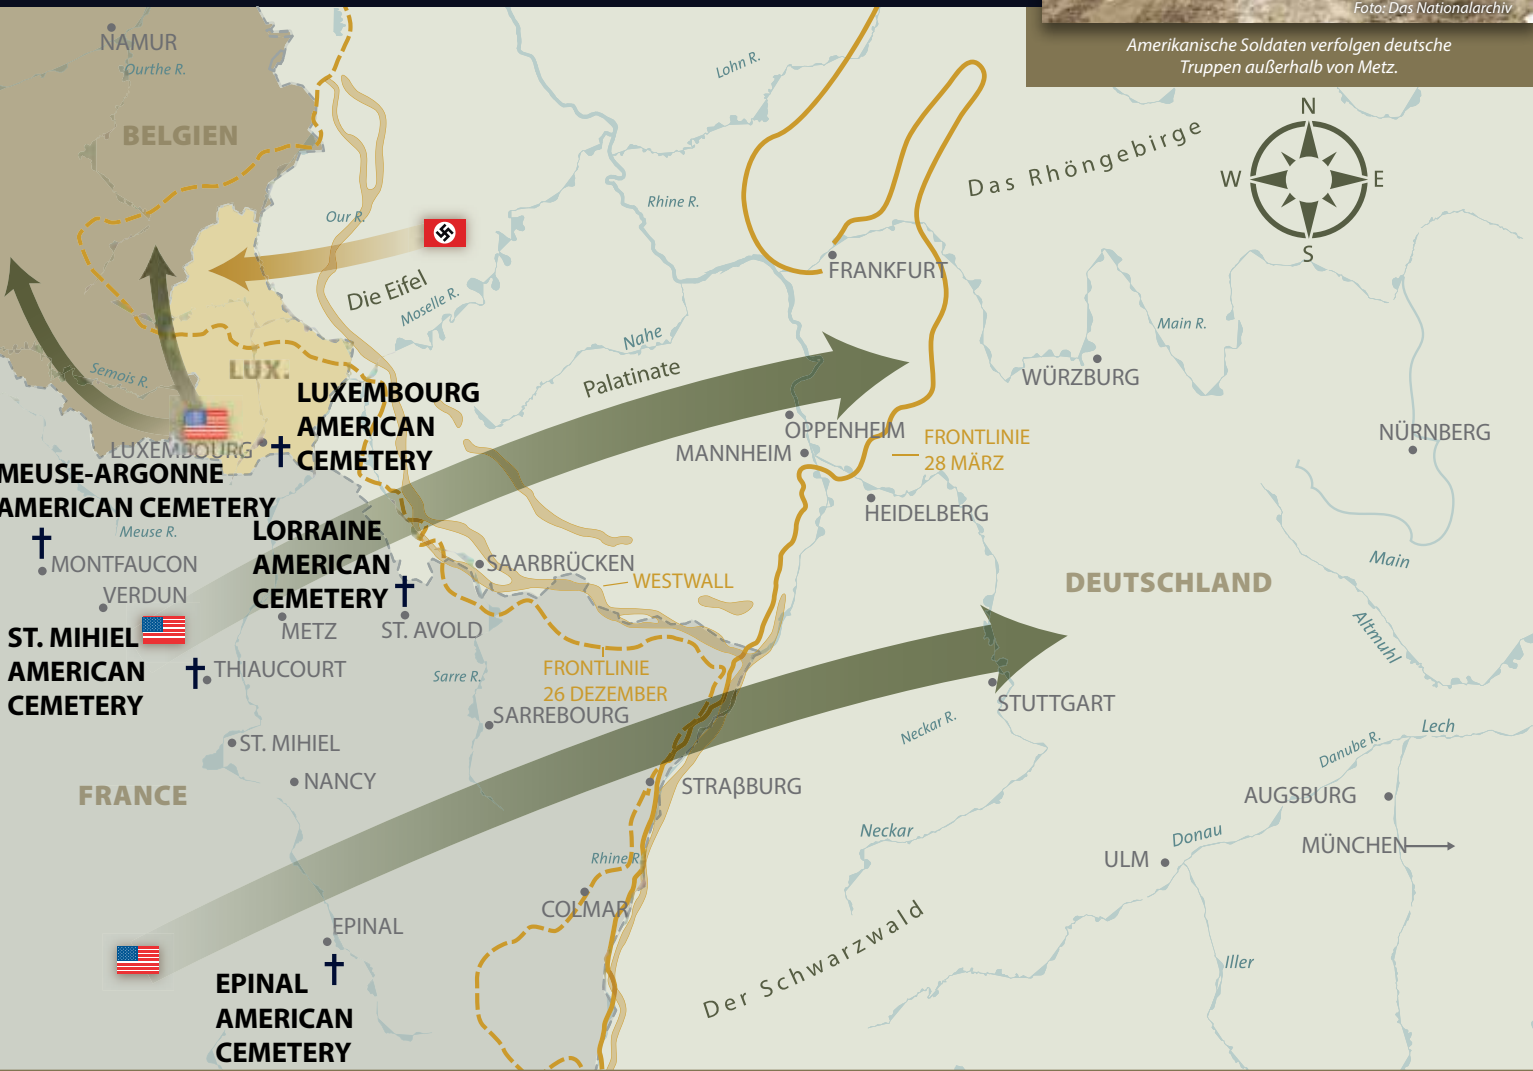 Foto: Das Nationalarchiv
Amerikanische Soldaten verfolgen deutsche
Truppen außerhalb von Metz.
NAMUR
Ourthe R.
BELGIEN
Lohn R.
Das Rhöngebirge
N
W
E
S
Rhine R.
Our R.
Die Eifel
Moselle R.
FRANKFURT
Main R.
Nahe
Palatinate
Semois R.
LUX.
LUXEMBOURG
AMERICAN
CEMETERY
LUXEMBOURG
WÜRZBURG
OPPENHEIM
MANNHEIM
FRONTLINIE
28 MÄRZ
NÜRNBERG
MEUSE-ARGONNE
AMERICAN CEMETERY
Meuse R.
MONTFAUCON
VERDUN
LORRAINE
AMERICAN
CEMETERY
HEIDELBERG
SAARBRÜCKEN
WESTWALL
DEUTSCHLAND
Main
Altmuhl
METZ
ST. AVOLD
ST. MIHIEL
AMERICAN
CEMETERY
THIAUCOURT
Sarre R.
FRONTLINIE
26 DEZEMBER
SARREBOURG
STUTTGART
Neckar R.
Lech
Danube R.
ST. MIHIEL
NANCY
FRANCE
STRAβBURG
AUGSBURG
Neckar
Donau
MÜNCHEN
ULM
Rhine R.
COLMAR
Der Schwarzwald
EPINAL
Iller
EPINAL
AMERICAN
CEMETERY